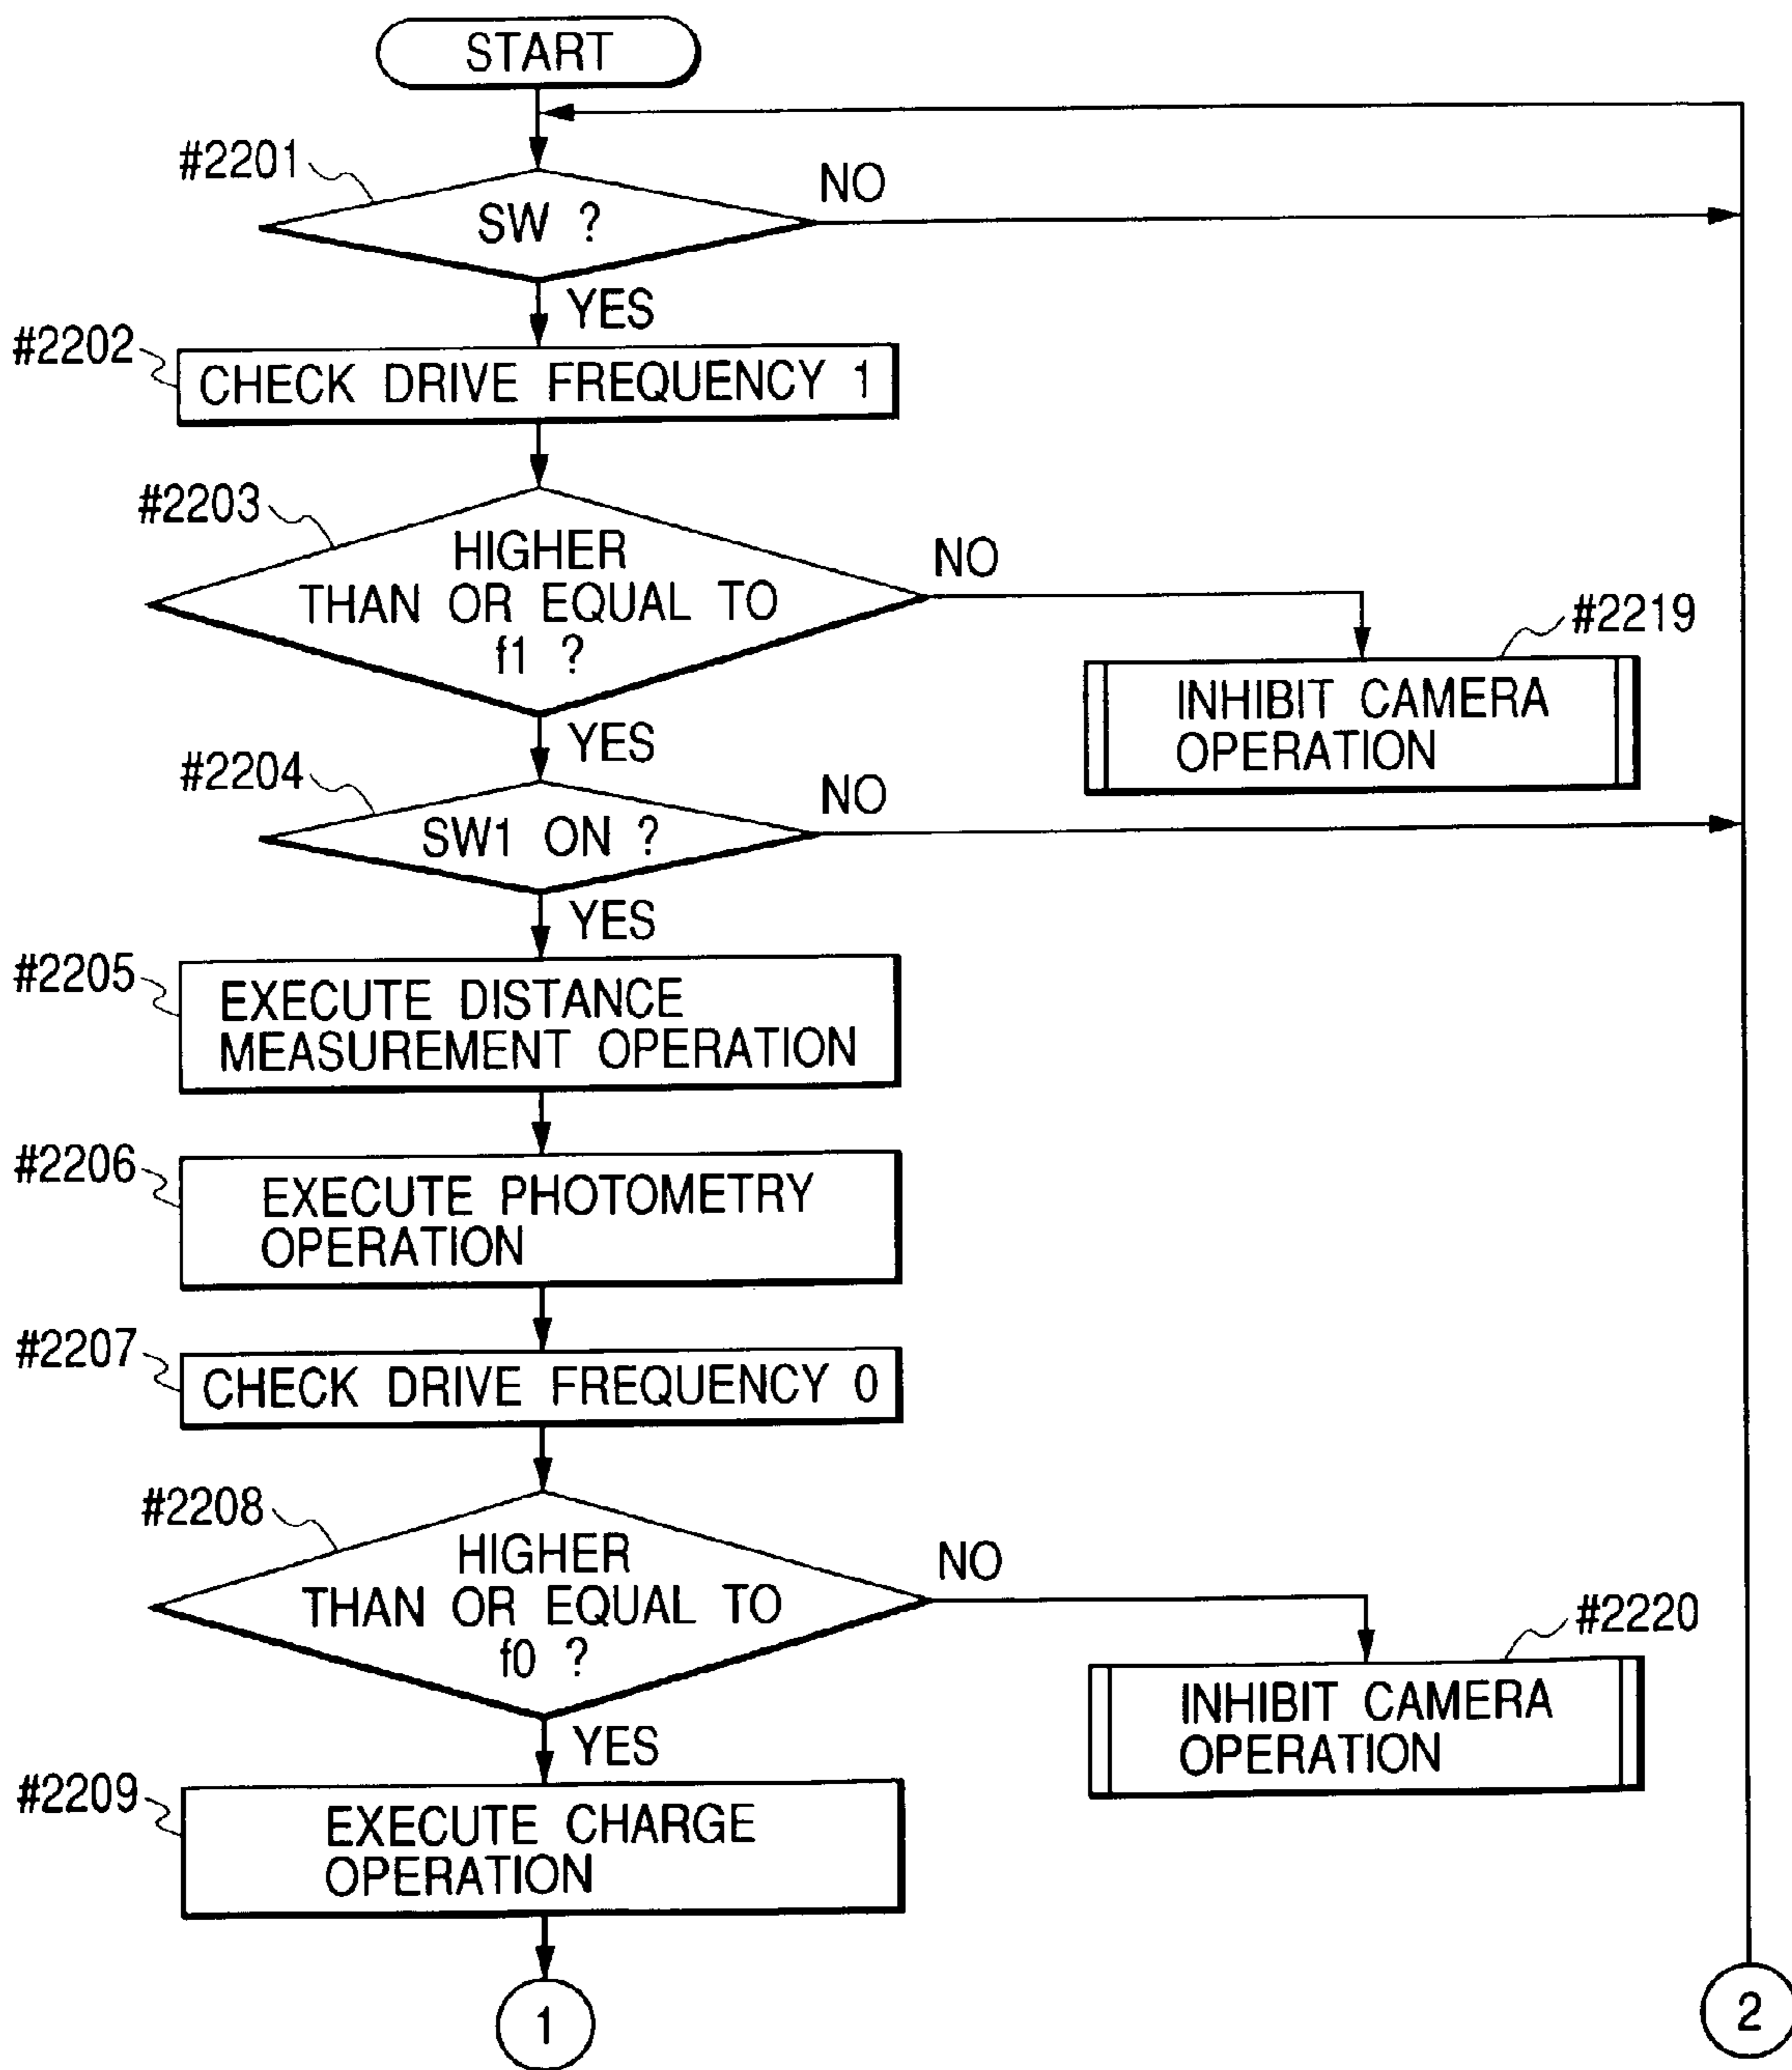 START
#2201
SW ?
NO
YES
#2202
CHECK DRIVE FREQUENCY 1
#2203
HIGHER
THAN OR EQUAL TO
f1 ?
NO
#2219
INHIBIT CAMERA
OPERATION
YES
#2204
SW1 ON ?
NO
YES
#2205
EXECUTE DISTANCE
MEASUREMENT OPERATION
#2206
EXECUTE PHOTOMETRY
OPERATION
#2207
CHECK DRIVE FREQUENCY 0
#2208
HIGHER
THAN OR EQUAL TO
f0 ?
NO
#2220
INHIBIT CAMERA
OPERATION
YES
#2209
EXECUTE CHARGE
OPERATION
1
2